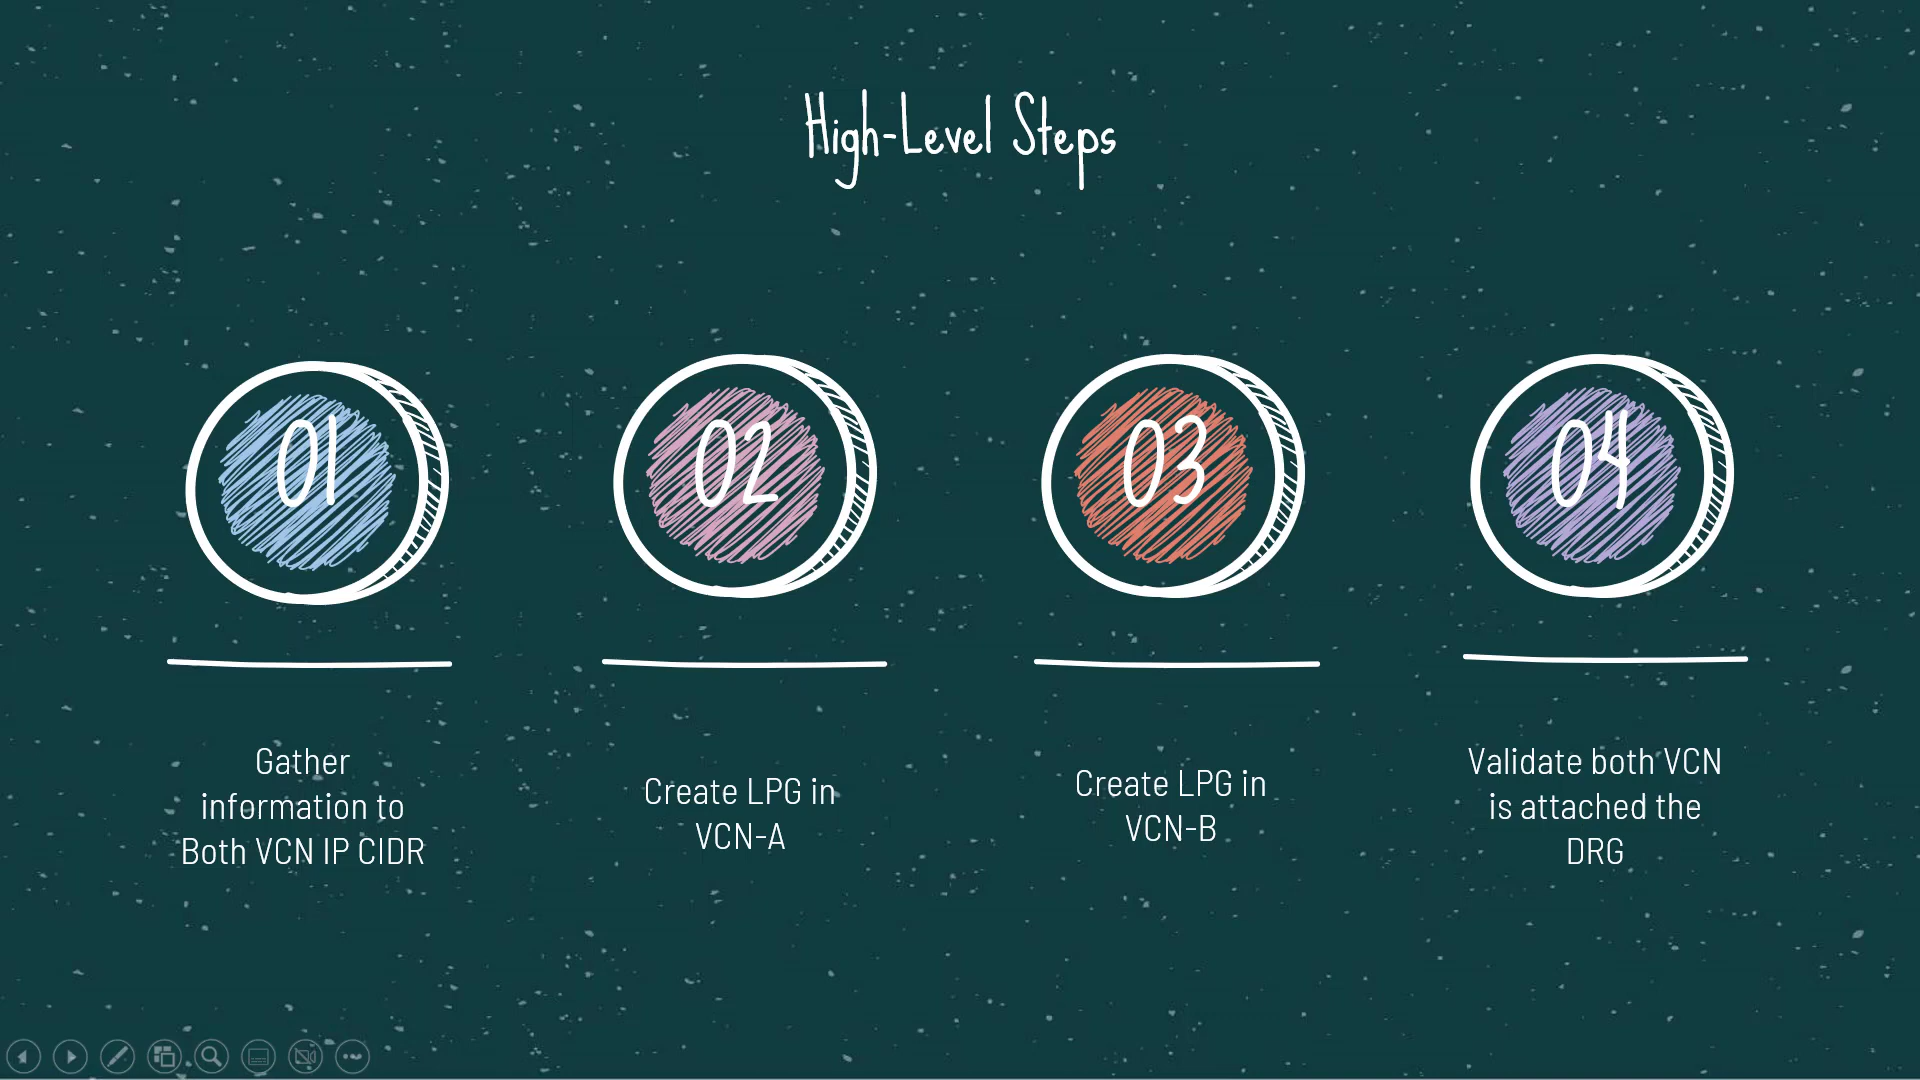 High-Level Steps
01
02
03
04
Gather
information to
Both VCN IP CIDR
Create LPG in
VCN-A
Create LPG in
VCN-B
Validate both VCN
is attached the
DRG